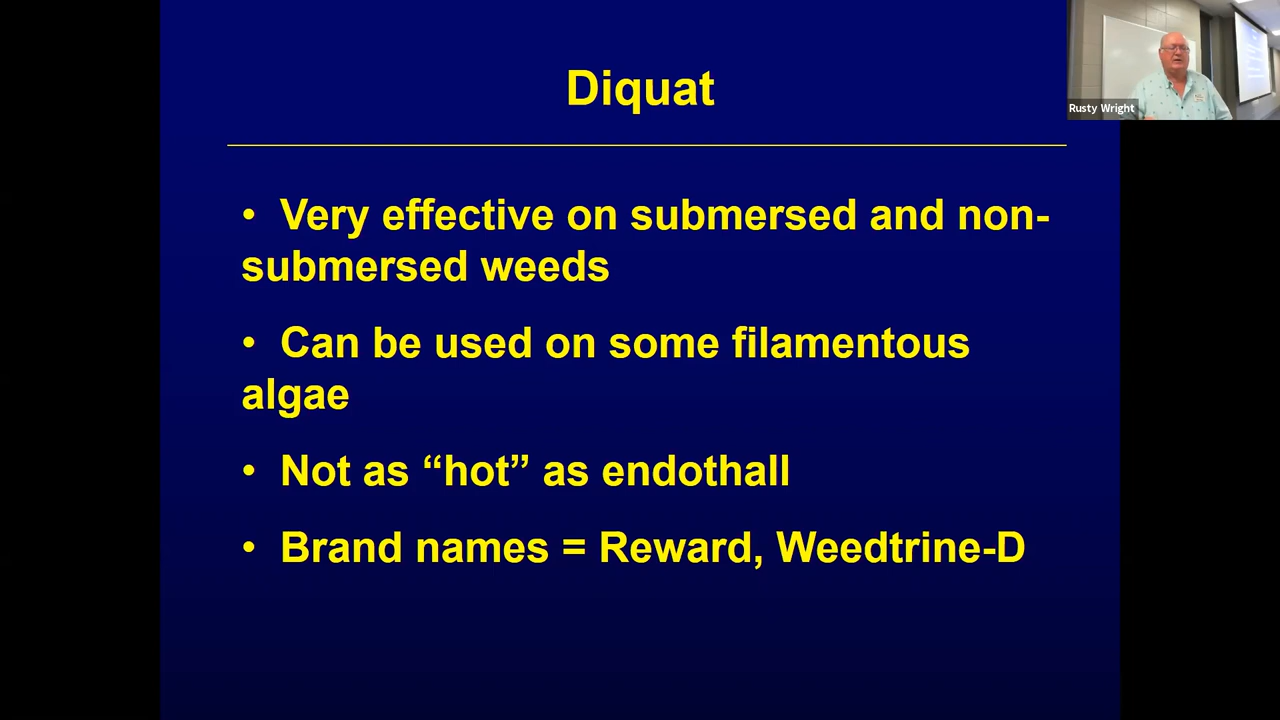 Diquat
Rusty Wright
• Very effective on submersed and non-
submersed weeds
• Can be used on some filamentous
algae
• Not as “hot” as endothall
• Brand names = Reward, Weedtrine-D